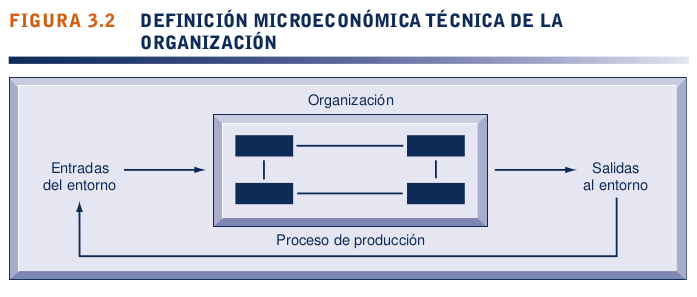 FIGURA 3.2 DEFINICIÓN MICROECONÓMICA TÉCNICA DE LA
ORGANIZACIÓN
Organización
Entradas
del entorno
Salidas
al entorno
Proceso de producción